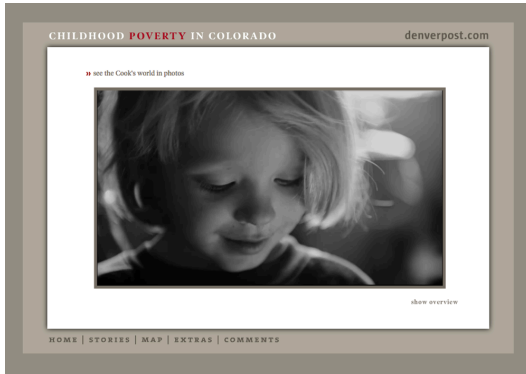 CHILDHOOD POVERTY IN COLORADO
denverpost.com
» see the Cook's world in photos
show overview
HOME | STORIES | MAP | EXTRAS | COMMENTS